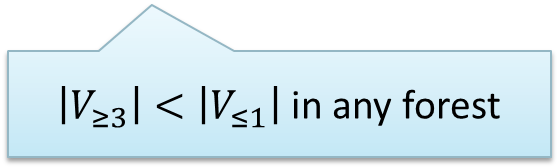 |V≥3| < |V≤1| in any forest